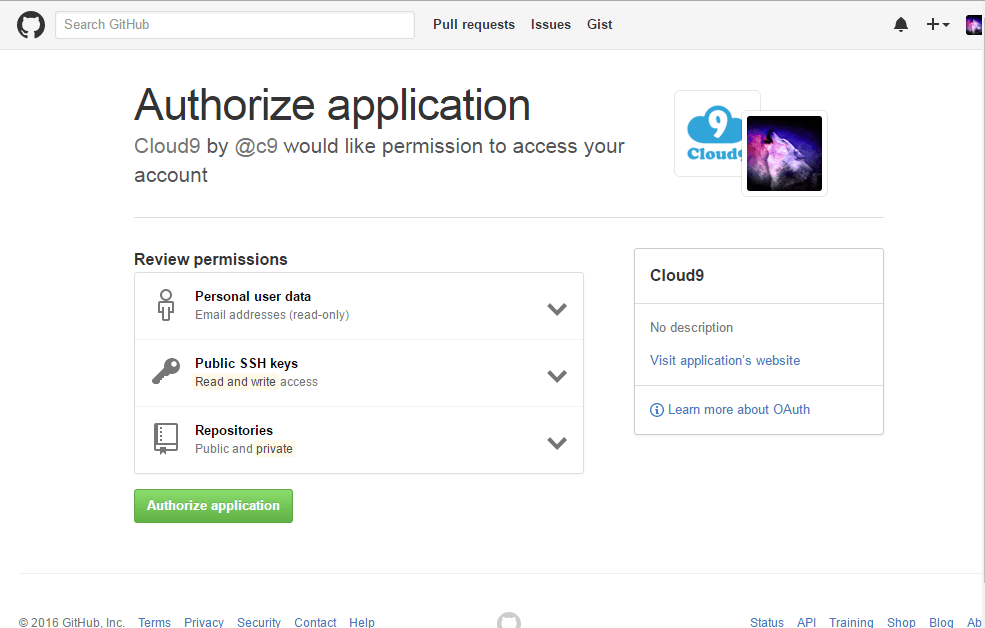 Search GitHub
Pull requests Issues Gist
Authorize application
Cloud9 by @c9 would like permission to access your
account
9
Cloud9
Review permissions
Personal user data
Email addresses (read-only)
Public SSH keys
Read and write access
Repositories
Public and private
Authorize application
Cloud9
No description
Visit application's website
Learn more about OAuth
© 2016 GitHub, Inc. Terms Privacy Security Contact Help
Status API Training Shop Blog Ab